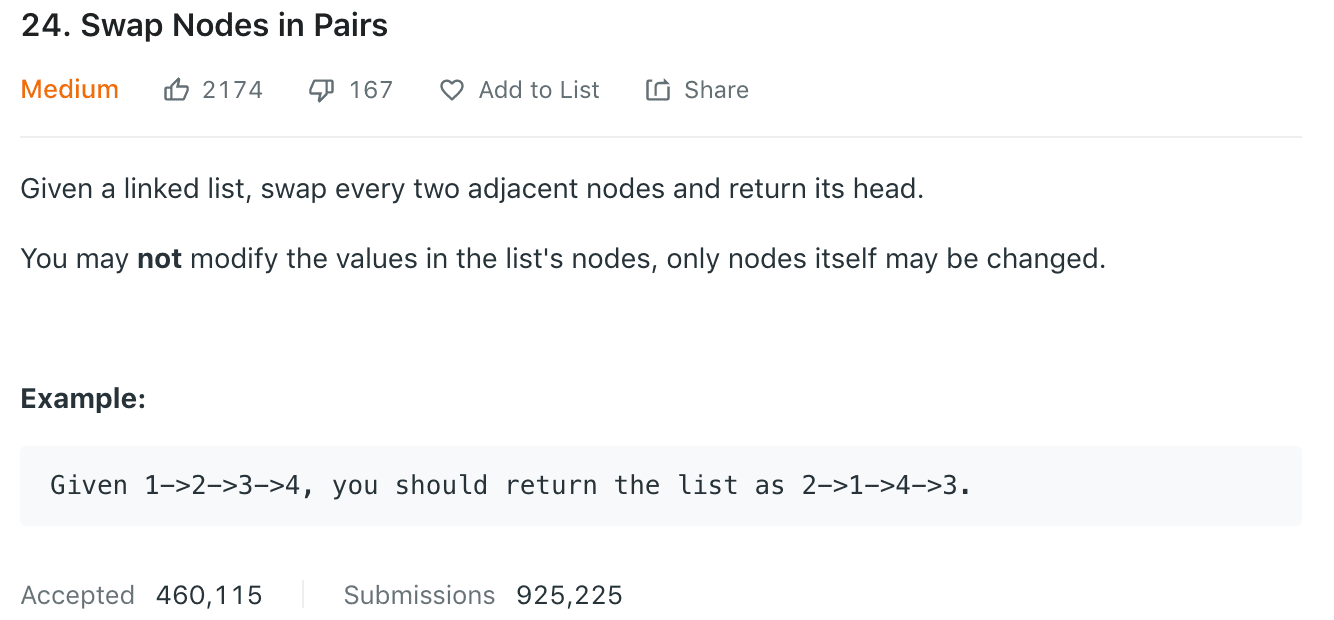 24. Swap Nodes in Pairs
Medium 2174 167 Add to List Share
Given a linked list, swap every two adjacent nodes and return its head.
You may not modify the values in the list's nodes, only nodes itself may be changed.
Example:
Given 1->2->3->4, you should return the list as 2->1->4->3.
Accepted 460,115 Submissions 925,225